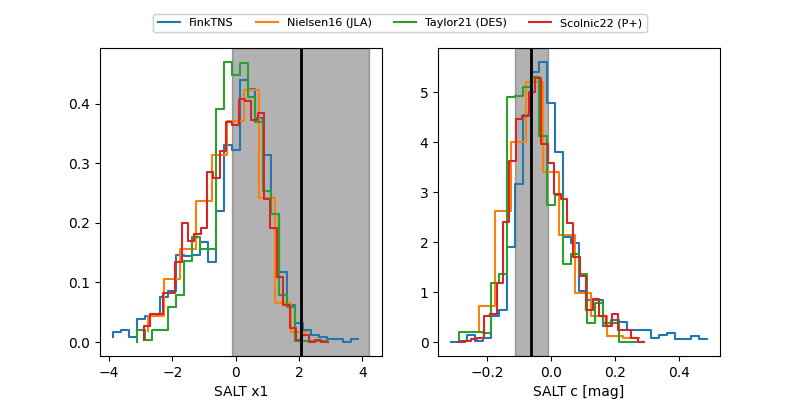 FinkTNS Nielsen16 (JLA) Taylor21 (DES) Scolnic22 (P+)
0.4
0.3
0.2
0.1
0.0
−4 −2 0 2 4
SALT x1
5
4
3
2
1
0
−0.2 0.0 0.2 0.4
SALT c [mag]